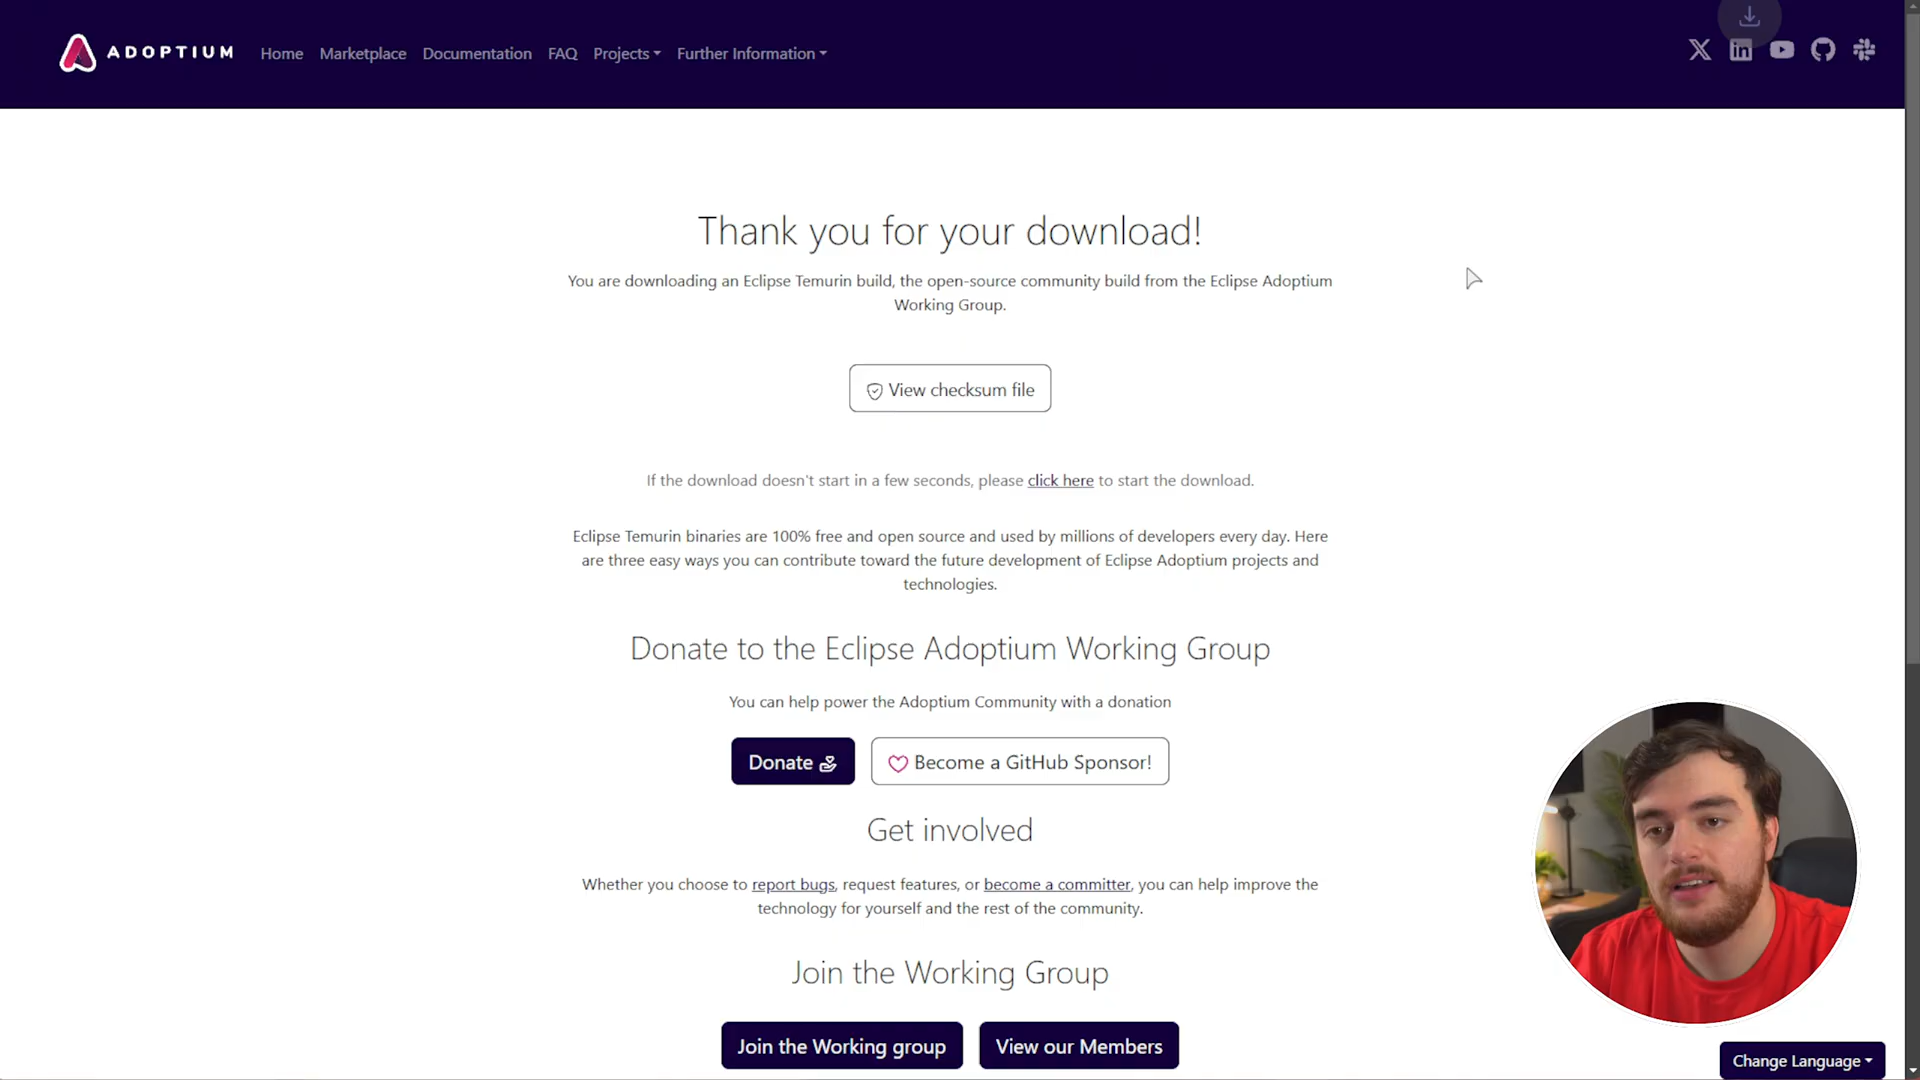 ADOPTIUM Home Marketplace Documentation FAQ Projects Further Information
Thank you for your download!
You are downloading an Eclipse Temurin build, the open-source community build from the Eclipse Adoptium
Working Group.
View checksum file
If the download doesn't start in a few seconds, please click here to start the download.
Eclipse Temurin binaries are 100% free and open source and used by millions of developers every day. Here
are three easy ways you can contribute toward the future development of Eclipse Adoptium projects and
technologies.
Donate to the Eclipse Adoptium Working Group
You can help power the Adoptium Community with a donation
Donate Become a GitHub Sponsor!
Get involved
Whether you choose to report bugs, request features, or become a committer, you can help improve the
technology for yourself and the rest of the community.
Join the Working Group
Join the Working group View our Members
Change Language